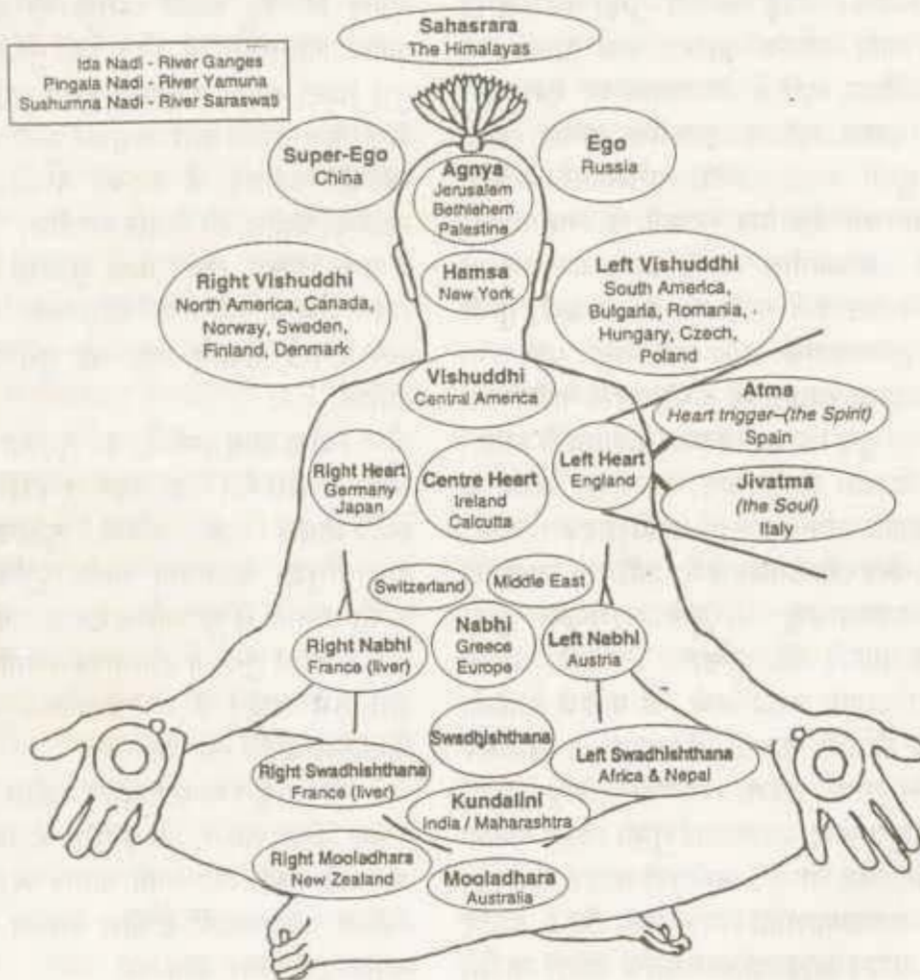 Sahasrara
The Himalayas
Ida Nadi - River Ganges
Pingala Nadi - River Yamuna
Sushumna Nadi - River Saraswati
Super-Ego
China
Agnya
Jerusalem
Bethlehem
Palestine
Ego
Russia
Right Vishuddhi
North America, Canada,
Norway, Sweden,
Finland, Denmark
Hamsa
New York
Left Vishuddhi
South America,
Bulgaria, Romania,
Hungary, Czech,
Poland
Vishuddhi
Central America
Atma
Heart trigger–(the Spirit)
Spain
Right Heart
Germany
Japan
Centre Heart
Ireland
Calcutta
Left Heart
England
Jivatma
(the Soul)
Italy
Switzerland
Middle East
Right Nabhi
France (liver)
Nabhi
Greece
Europe
Left Nabhi
Austria
Swadhishthana
Right Swadhishthana
France (liver)
Left Swadhishthana
Africa & Nepal
Kundalini
India / Maharashtra
Right Mooladhara
New Zealand
Mooladhara
Australia